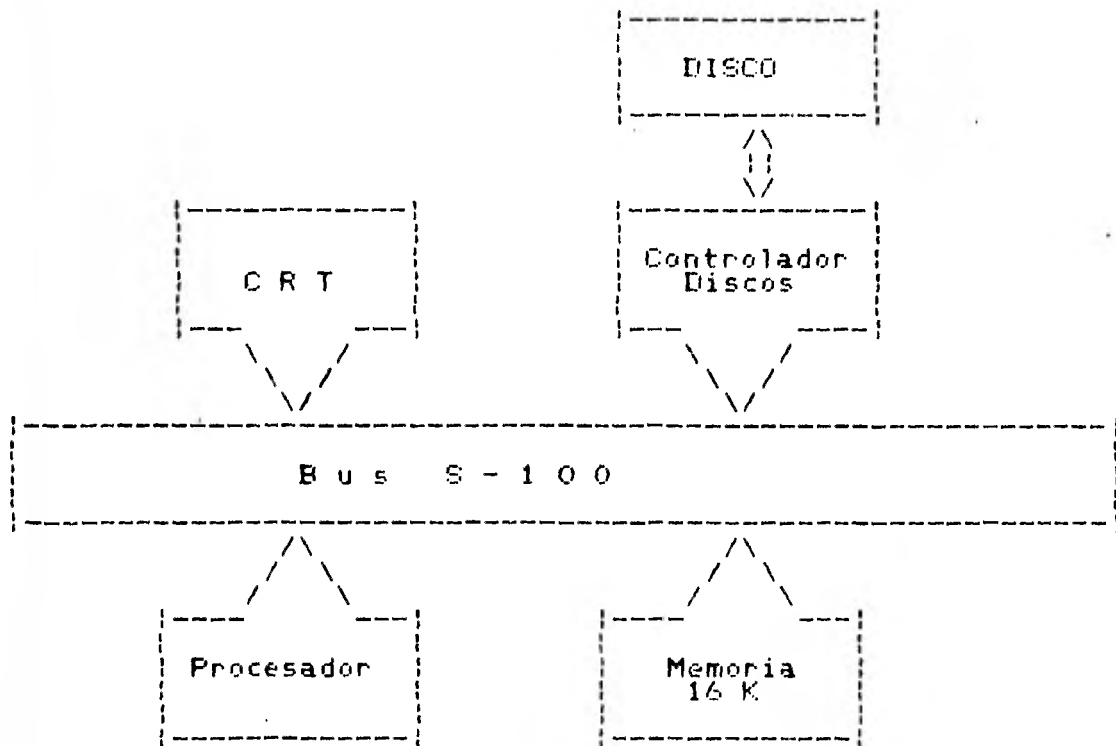 DISCO
C R T
Controlador
Discos
B u s   S - 1 0 0
Procesador
Memoria
16 K